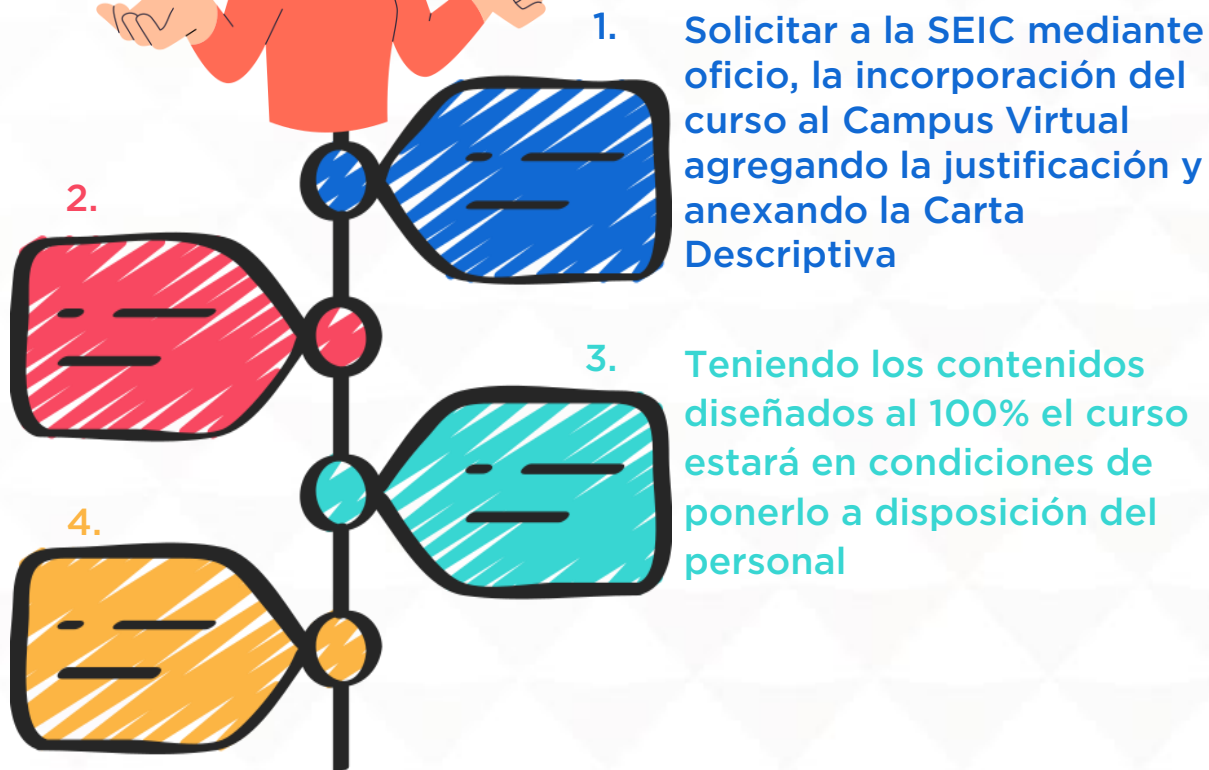 1.
Solicitar a la SEIC mediante
oficio, la incorporación del
curso al Campus Virtual
agregando la justificación y
anexando la Carta
Descriptiva
2.
3.
Teniendo los contenidos
diseñados al 100% el curso
estará en condiciones de
ponerlo a disposición del
personal
4.